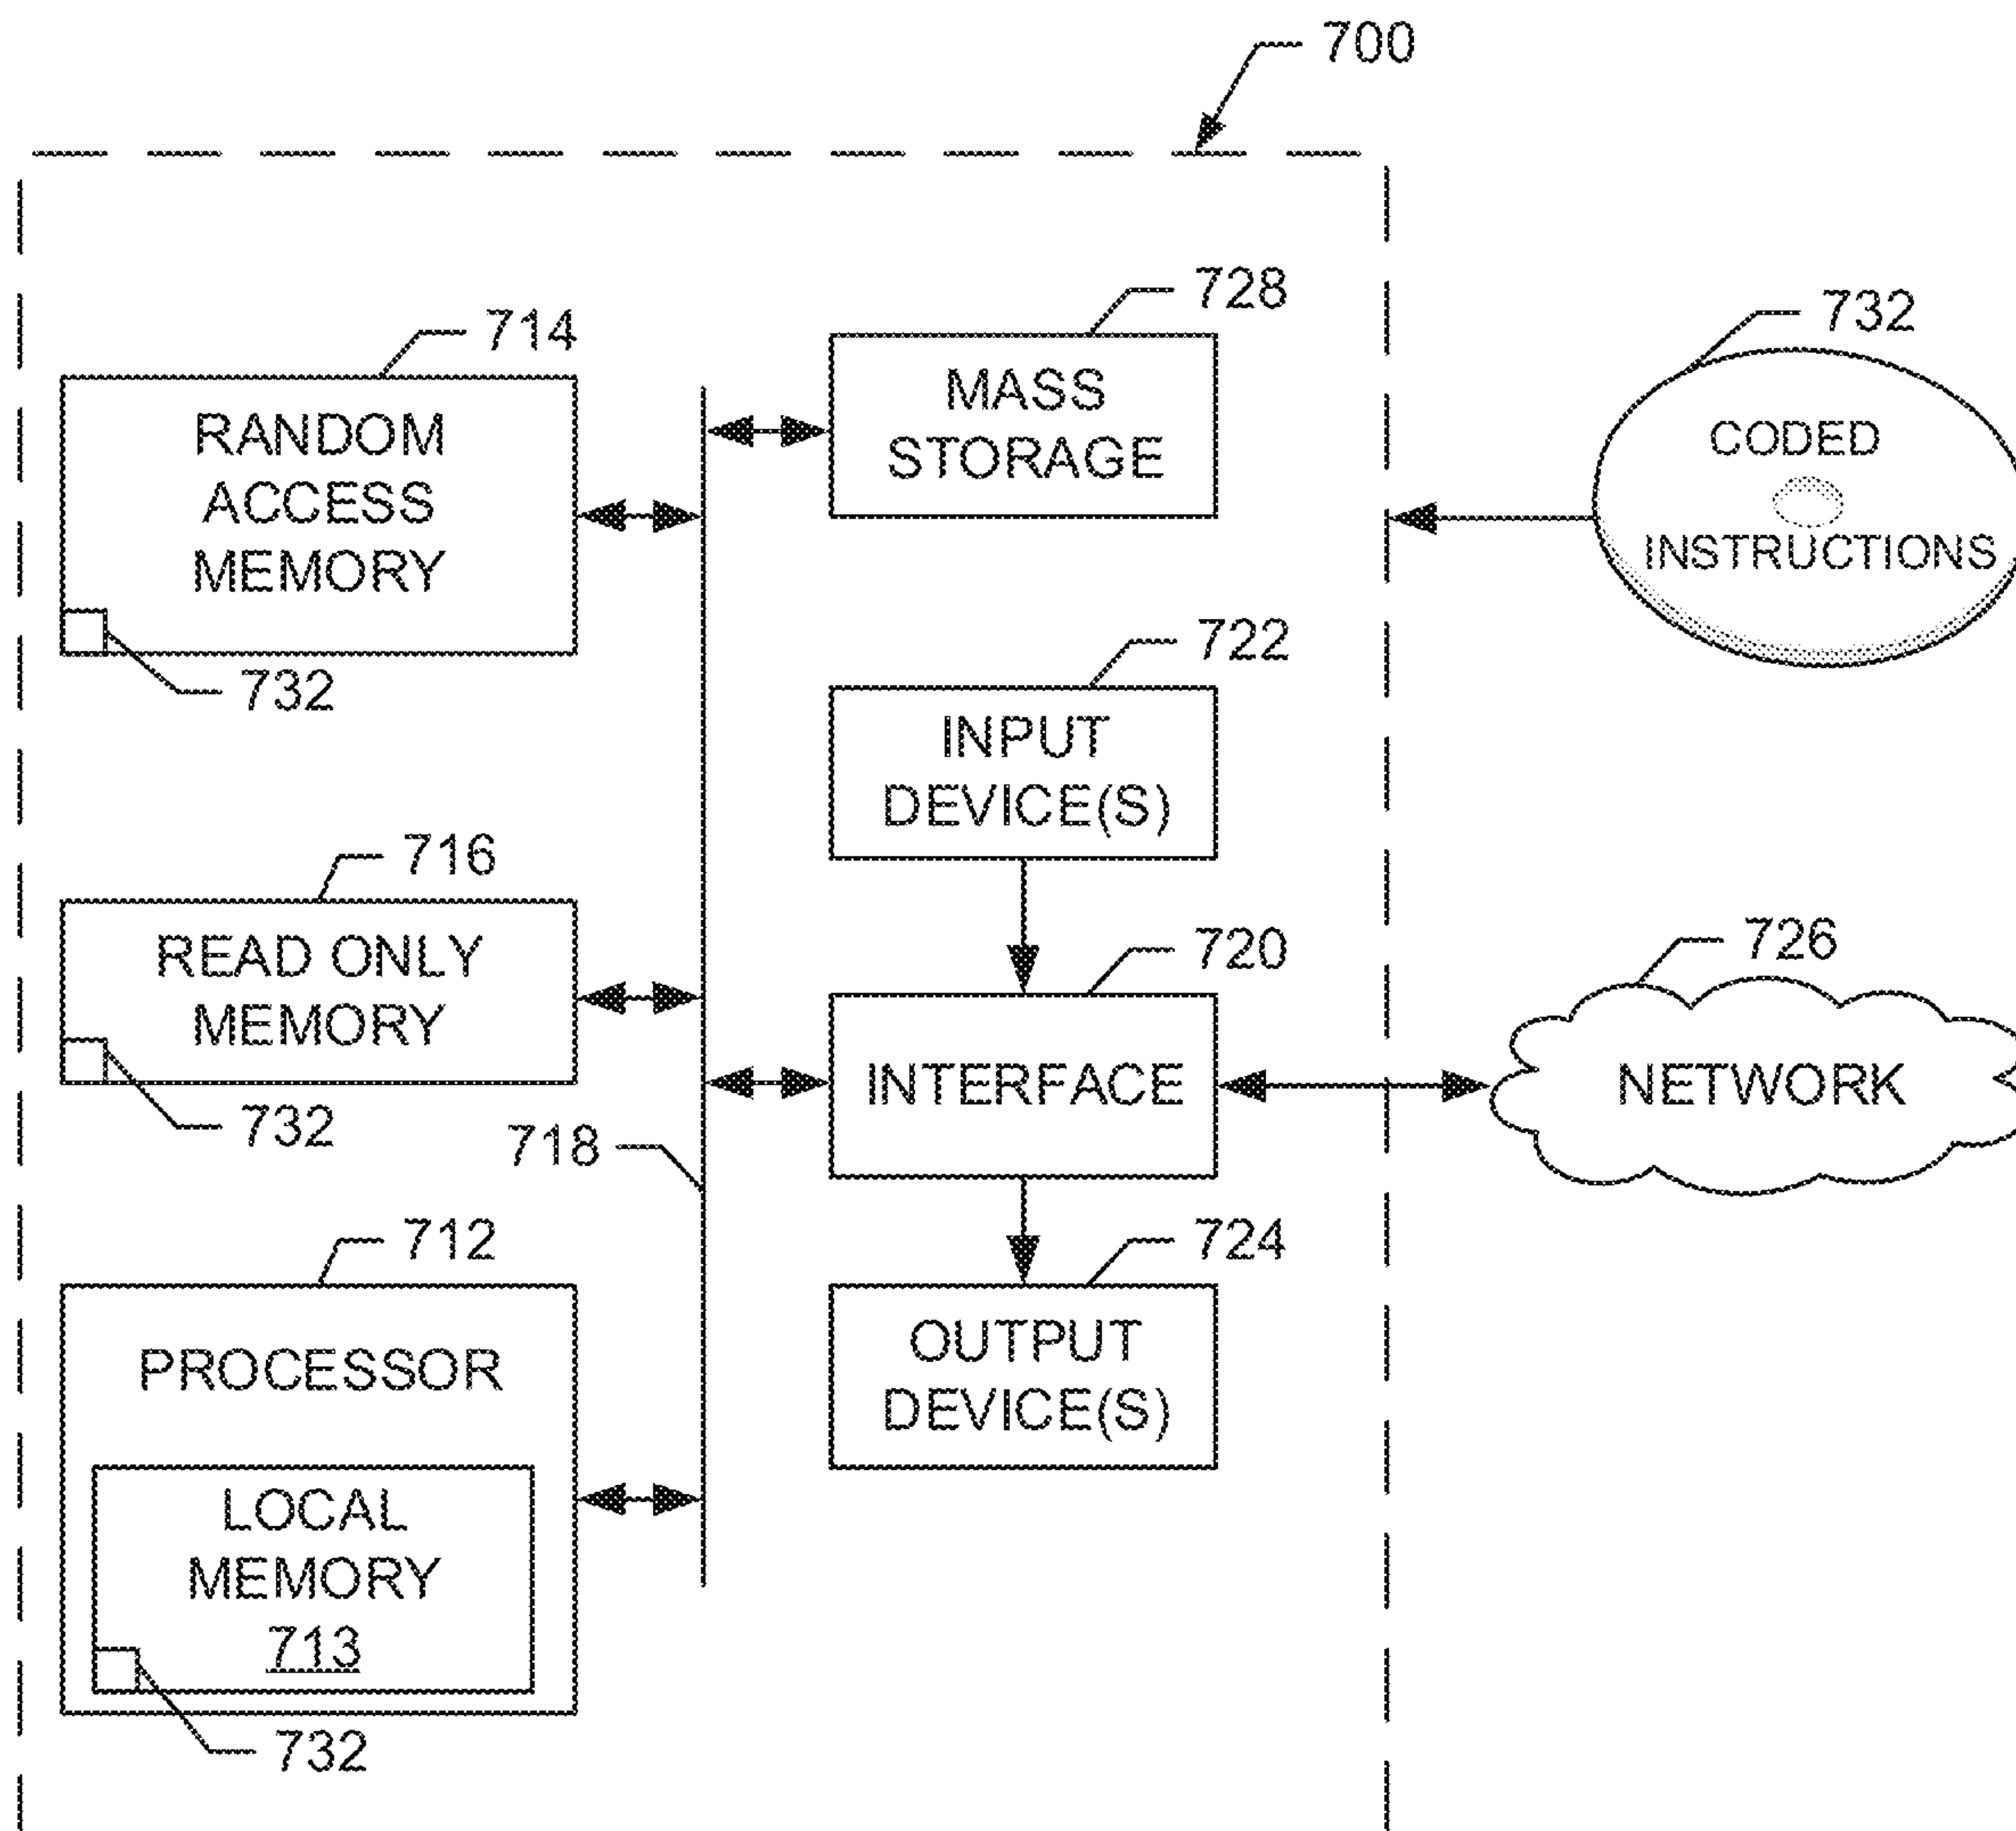 700
728
MASS
STORAGE
714
RANDOM
ACCESS
MEMORY
732
732
CODED
INSTRUCTIONS
722
INPUT
DEVICE(S)
716
READ ONLY
MEMORY
732
718
720
INTERFACE
726
NETWORK
712
PROCESSOR
LOCAL
MEMORY
713
732
724
OUTPUT
DEVICE(S)